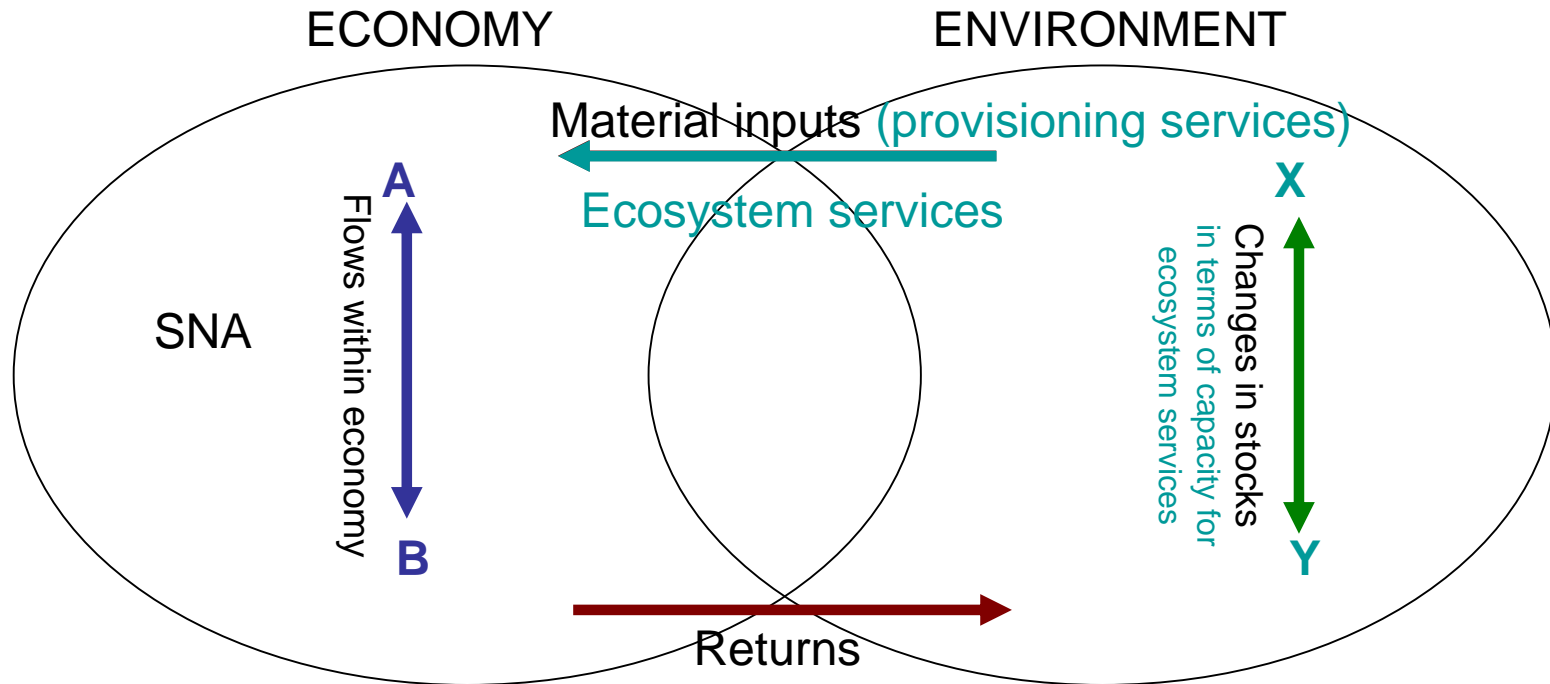 ECONOMY
ENVIRONMENT
Material inputs (provisioning services)
Ecosystem services
A
Flows within economy
B
SNA
X
Changes in stocks
in terms of capacity for
ecosystem services
Y
Returns